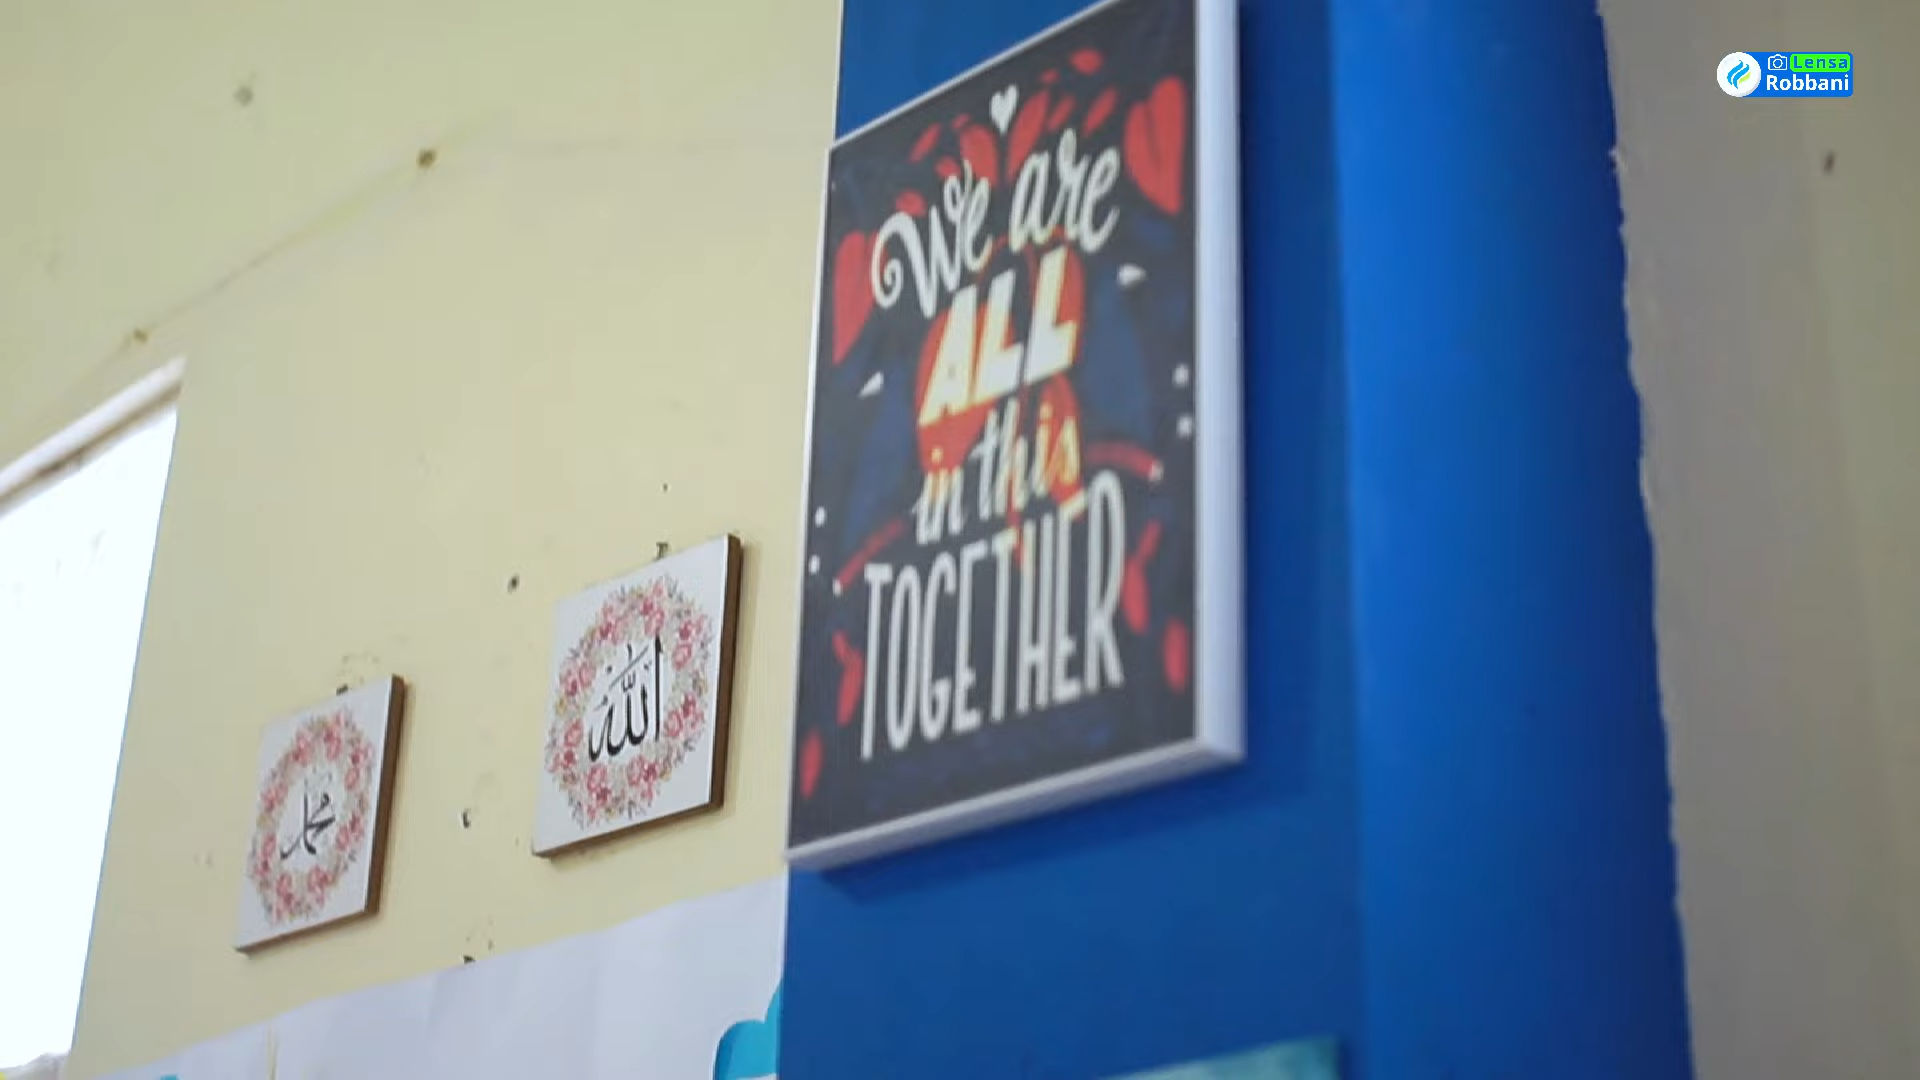 We are
ALL
in this
TOGETHER
الله
محمد
Lensa
Robbani